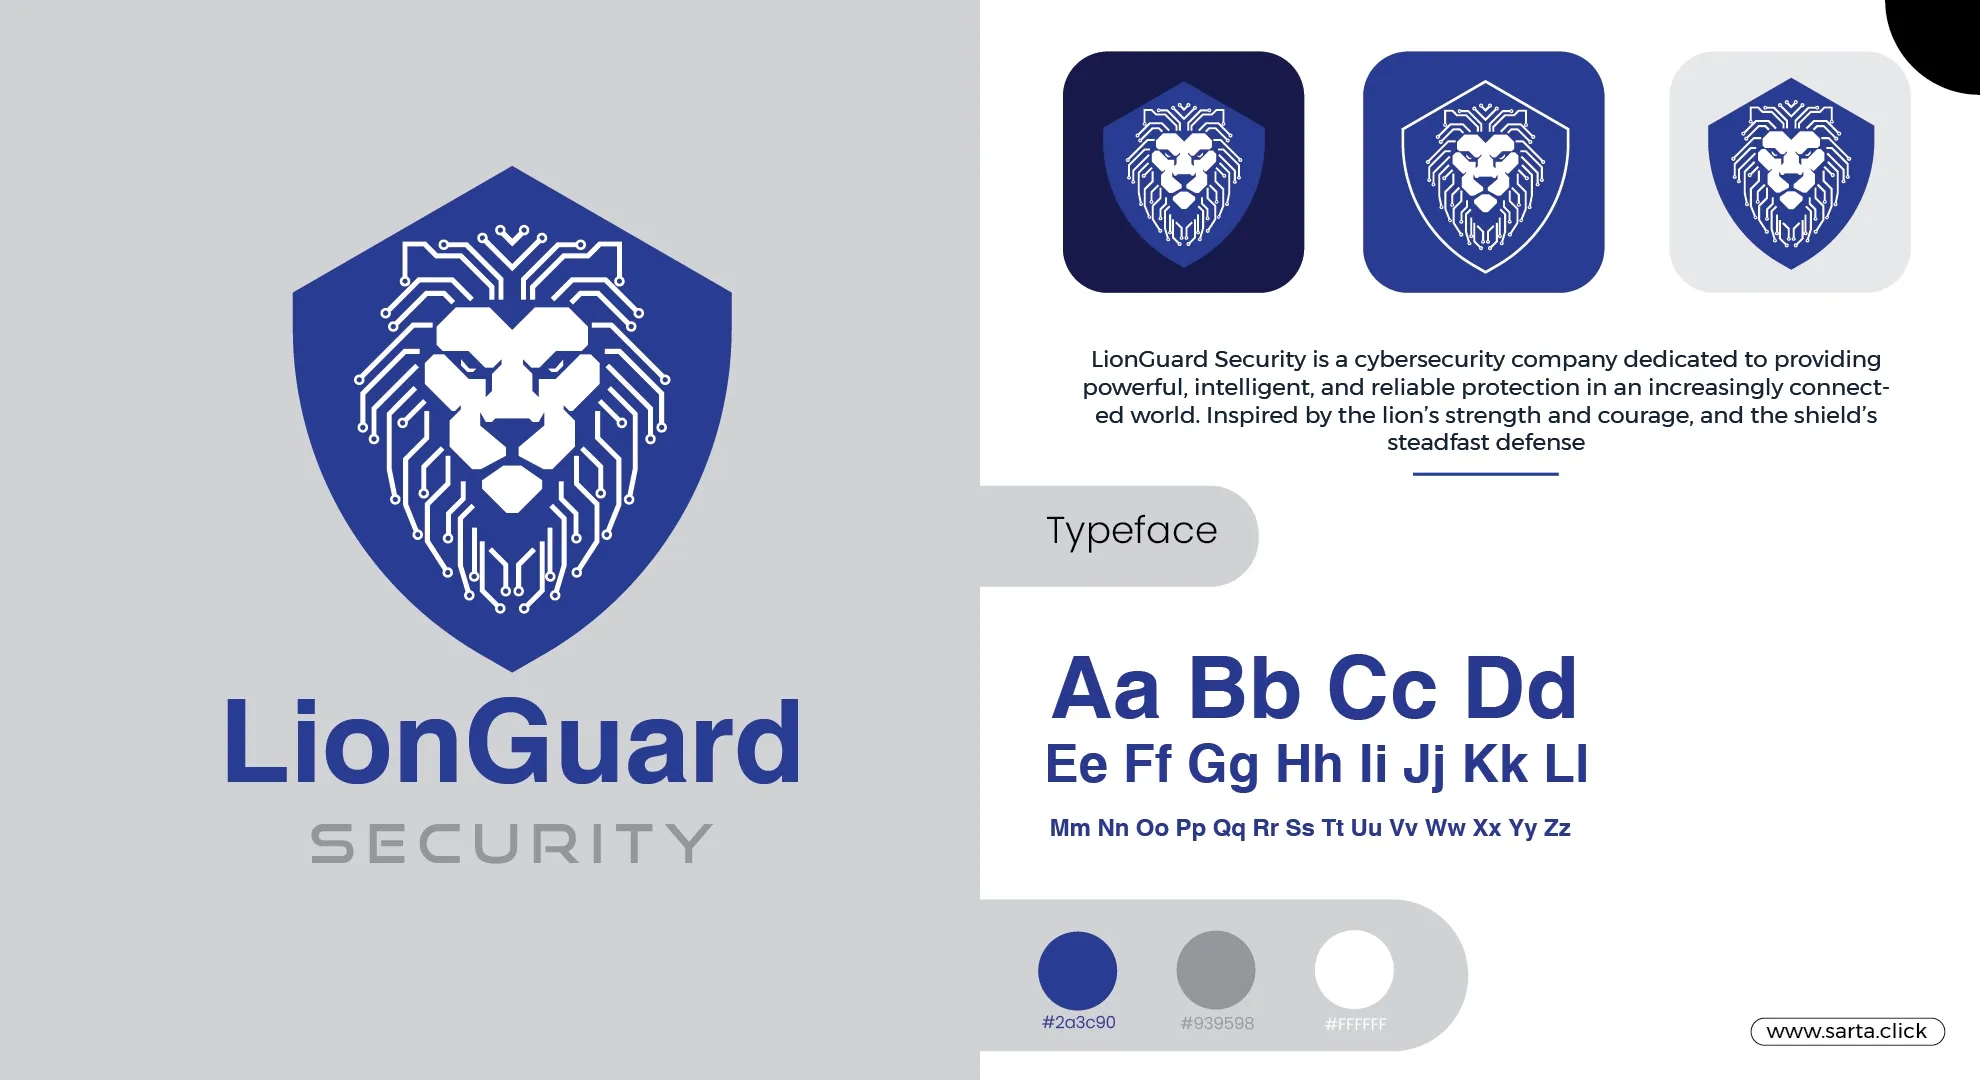 LionGuard
SECURITY
LionGuard Security is a cybersecurity company dedicated to providing
powerful, intelligent, and reliable protection in an increasingly connect-
ed world. Inspired by the lion’s strength and courage, and the shield’s
steadfast defense
Typeface
Aa Bb Cc Dd
Ee Ff Gg Hh Ii Jj Kk Ll
Mm Nn Oo Pp Qq Rr Ss Tt Uu Vv Ww Xx Yy Zz
#2a3c90 #939598 #FFFFFF
www.sarta.click